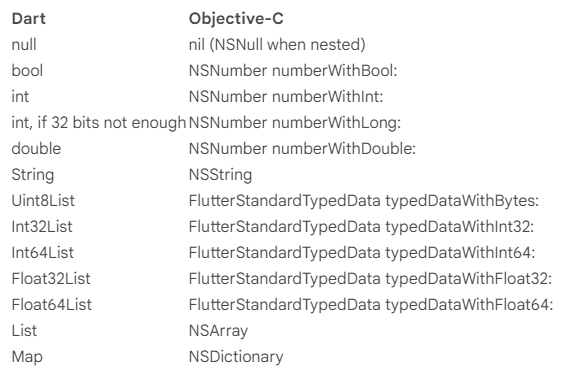 Dart Objective-C
null nil (NSNull when nested)
bool NSNumber numberWithBool:
int NSNumber numberWithInt:
int, if 32 bits not enough NSNumber numberWithLong:
double NSNumber numberWithDouble:
String NSString
Uint8List FlutterStandardTypedData typedDataWithBytes:
Int32List FlutterStandardTypedData typedDataWithInt32:
Int64List FlutterStandardTypedData typedDataWithInt64:
Float32List FlutterStandardTypedData typedDataWithFloat32:
Float64List FlutterStandardTypedData typedDataWithFloat64:
List NSArray
Map NSDictionary